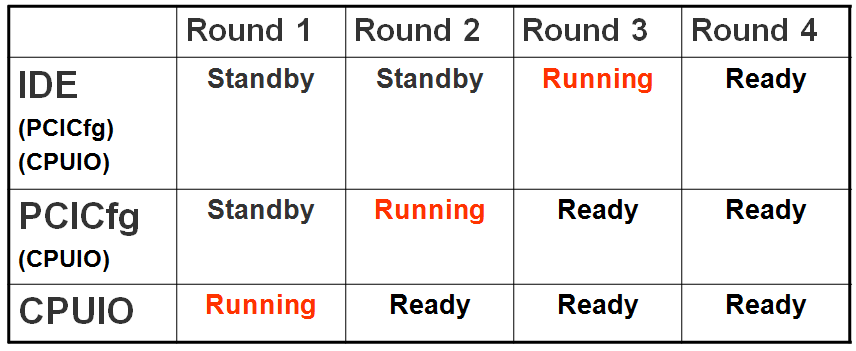 Round 1 Round 2 Round 3 Round 4
IDE Standby Standby Running Ready
(PCICfg)
(CPUIO)
PCICfg Standby Running Ready Ready
(CPUIO)
CPUIO Running Ready Ready Ready